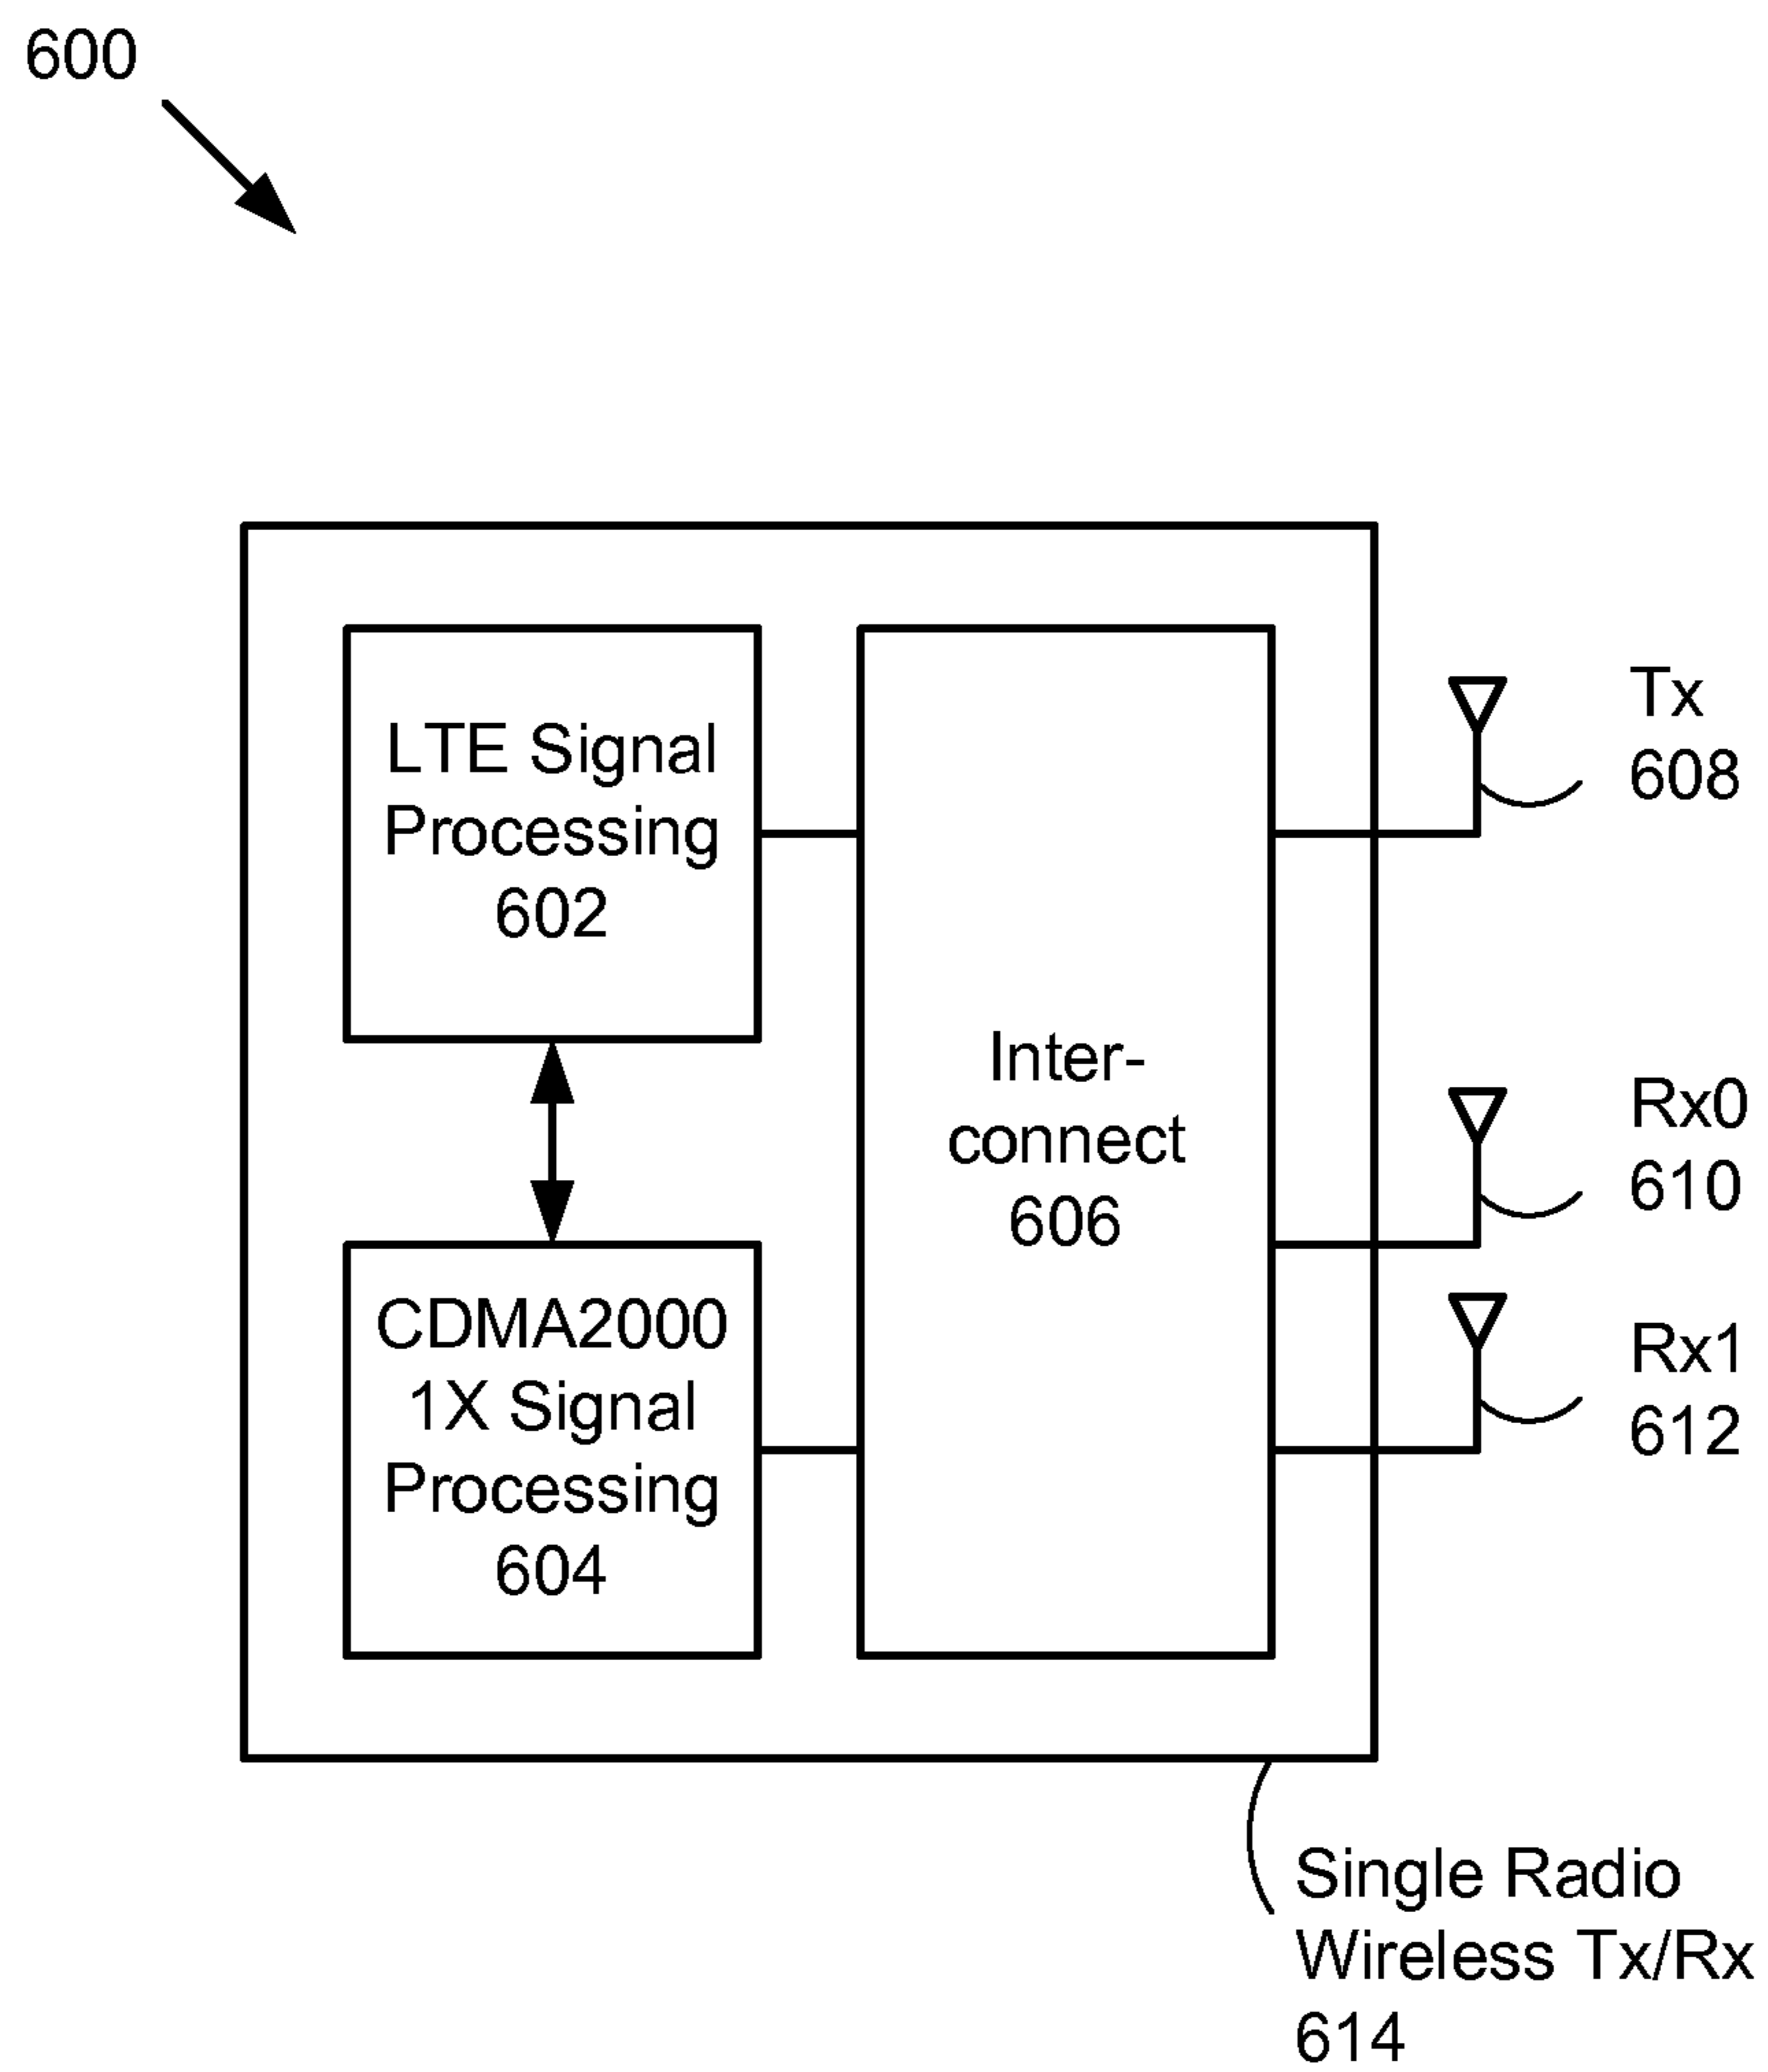 600
LTE Signal
Processing
602
CDMA2000
1X Signal
Processing
604
Inter-
connect
606
Tx
608
Rx0
610
Rx1
612
Single Radio
Wireless Tx/Rx
614